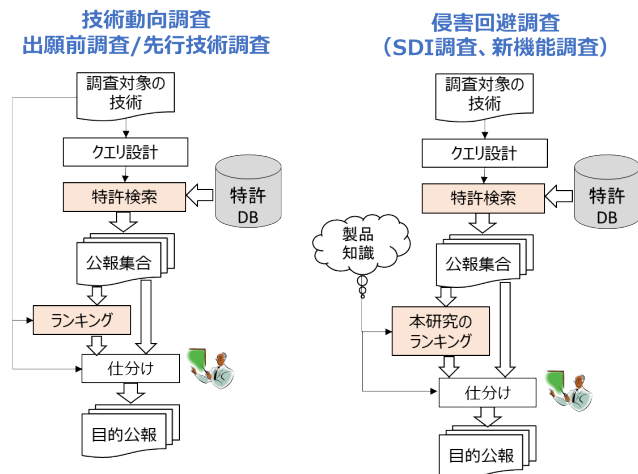 技術動向調査
出願前調査/先行技術調査
調査対象の
技術
クエリ設計
特許検索
特許
DB
公報集合
ランキング
仕分け
目的公報
侵害回避調査
（SDI調査、新機能調査）
調査対象の
技術
クエリ設計
特許検索
特許
DB
製品
知識
公報集合
本研究の
ランキング
仕分け
目的公報